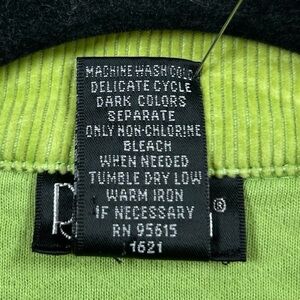 MACHINE WASH COLD
DELICATE CYCLE
DARK COLORS
SEPARATE
ONLY NON-CHLORINE
BLEACH
WHEN NEEDED
TUMBLE DRY LOW
WARM IRON
IF NECESSARY
RN 95615
1621
®